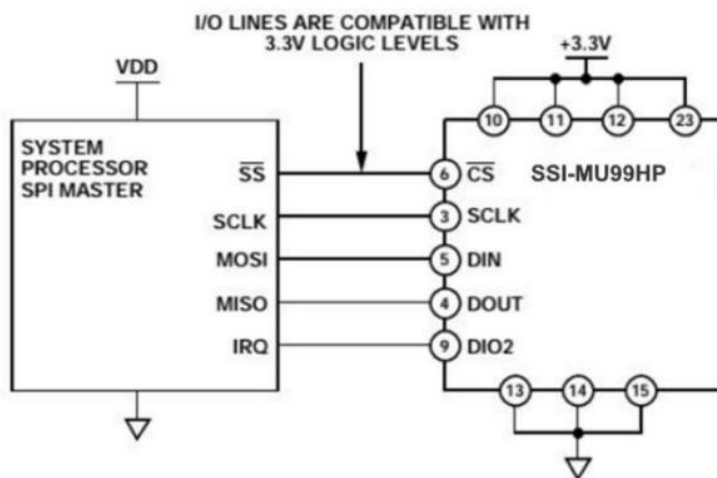 I/O LINES ARE COMPATIBLE WITH
3.3V LOGIC LEVELS
VDD
+3.3V
SYSTEM
PROCESSOR
SPI MASTER
10
11
12
23
SSI-MU99HP
SS
6
CS
SCLK
3
SCLK
MOSI
5
DIN
MISO
4
DOUT
IRQ
9
DIO2
13
14
15